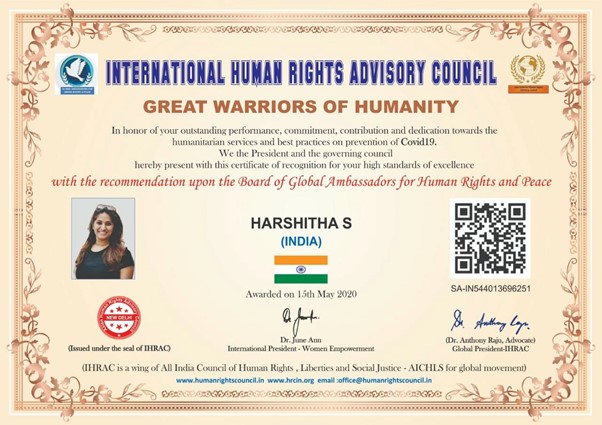 INTERNATIONAL HUMAN RIGHTS ADVISORY COUNCIL
GREAT WARRIORS OF HUMANITY
In honor of your outstanding performance, commitment, contribution and dedication towards the
humanitarian services and best practices on prevention of Covid19.
We the President and the governing council
hereby present with this certificate of recognition for your high standards of excellence
with the recommendation upon the Board of Global Ambassadors for Human Rights and Peace
HARSHITHA S
(INDIA)
SA-IN544013696251
Awarded on 15th May 2020
NEW DELHI
(Issued under the seal of IHRAC)
Dr. June Ann
International President - Women Empowerment
(Dr. Anthony Raju, Advocate)
Global President-IHRAC
(IHRAC is a wing of All India Council of Human Rights , Liberties and Social Justice - AICHLS for global movement)
www.humanrightscouncil.in www.hrcin.org email :office@humanrightscouncil.in